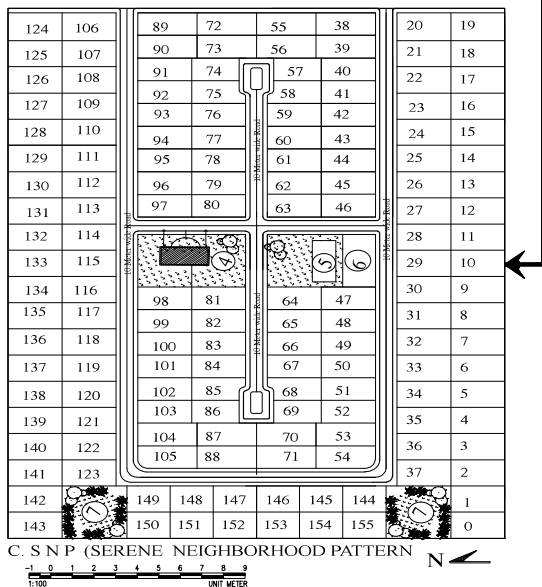 124 106 89 72 55 38 20 19
125 107 90 73 56 39 21 18
126 108 91 74 57 40 22 17
127 109 92 75 58 41 23 16
128 110 93 76 59 42 24 15
129 111 94 77 60 43 25 14
130 112 95 78 61 44 26 13
131 113 96 79 62 45 27 12
132 114 97 80 63 46 28 11
10 Meter wide Road
10 Meter wide Road
10 Meter wide Road
133 115 4 5 6 29 10
134 116 98 81 64 47 30 9
135 117 99 82 65 48 31 8
136 118 100 83 66 49 32 7
137 119 101 84 67 50 33 6
138 120 102 85 68 51 34 5
139 121 103 86 69 52 35 4
140 122 104 87 70 53 36 3
141 123 105 88 71 54 37 2
10 Meter wide Road
142 7 149 148 147 146 145 144 7 1
143 150 151 152 153 154 155 0
C. S N P (SERENE NEIGHBORHOOD PATTERN N
-1 0 1 2 3 4 5 6 7 8 9
1:100 UNIT METER